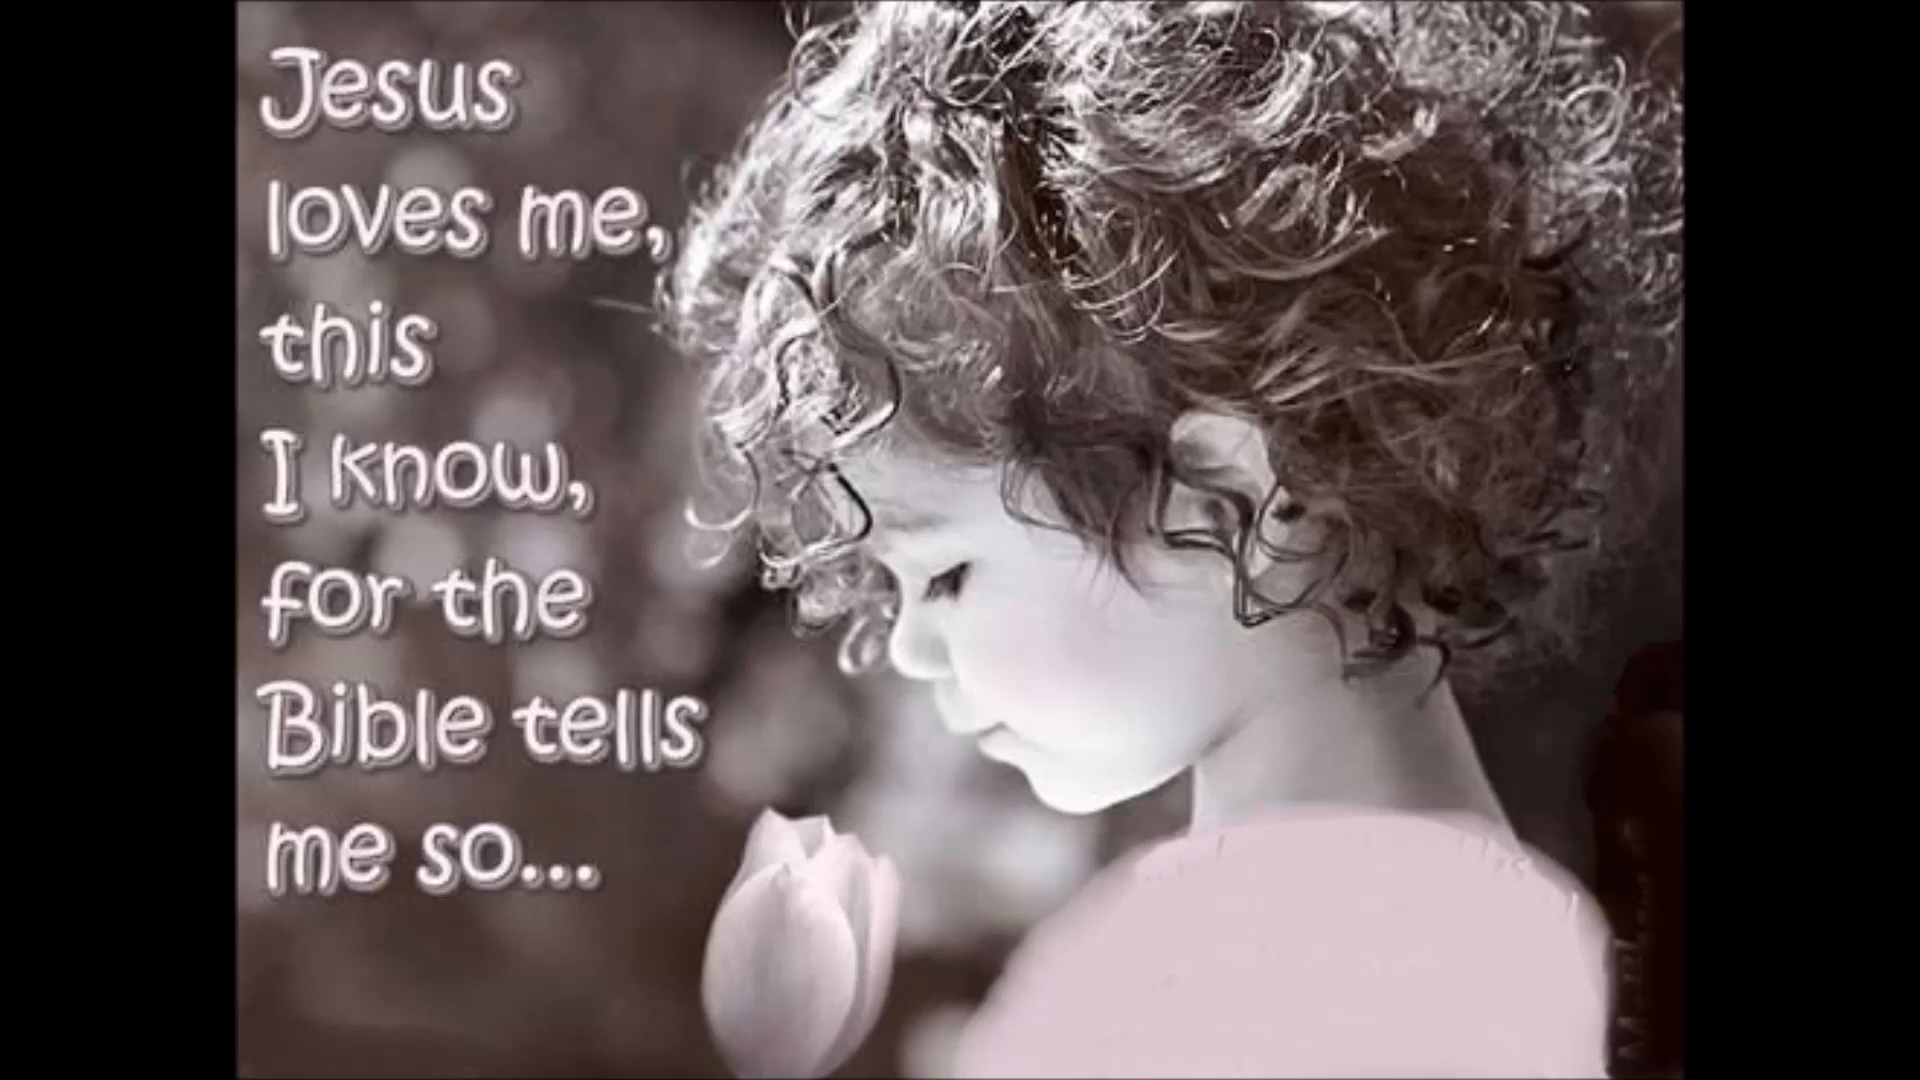 Jesus
loves me,
this
I know,
for the
Bible tells
me so...